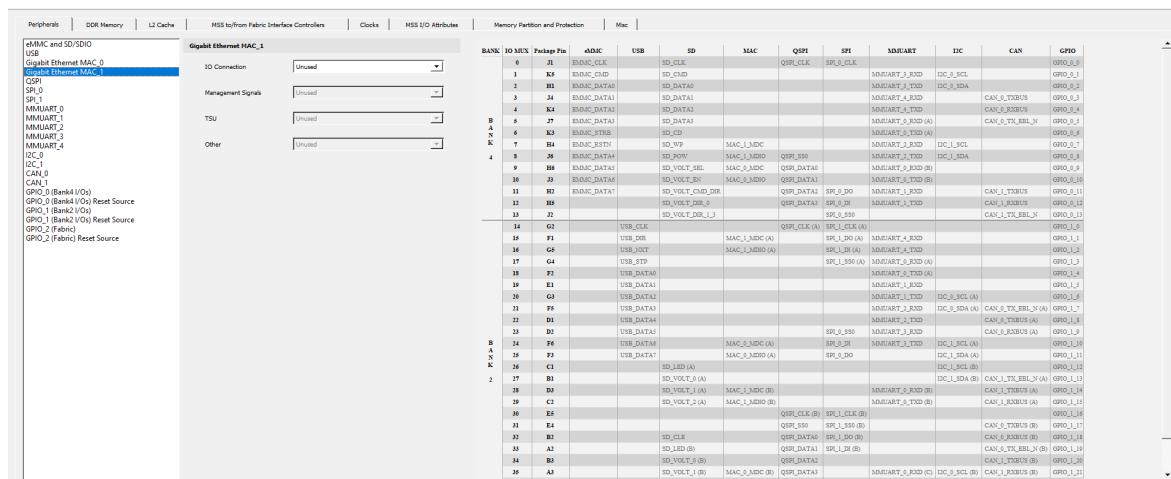 Peripherals DDR Memory L2 Cache MSS to/from Fabric Interface Controllers Clocks MSS I/O Attributes Memory Partition and Protection Misc
eMMC and SD/SDIO
USB
Gigabit Ethernet MAC_0
Gigabit Ethernet MAC_1
QSPI
SPI_0
SPI_1
MMUART_0
MMUART_1
MMUART_2
MMUART_3
MMUART_4
I2C_0
I2C_1
CAN_0
CAN_1
GPIO_0 (Bank4 I/Os)
GPIO_0 (Bank4 I/Os) Reset Source
GPIO_1 (Bank2 I/Os)
GPIO_1 (Bank2 I/Os) Reset Source
GPIO_2 (Fabric)
GPIO_2 (Fabric) Reset Source
Gigabit Ethernet MAC_1
IO Connection Unused
Management Signals Unused
TSU Unused
Other Unused
BANK IO MUX Package Pin eMMC USB SD MAC QSPI SPI MMUART I2C CAN GPIO
BANK 4
0 J1 EMMC_CLK SD_CLK QSPI_CLK SPI_0_CLK GPIO_0_0
1 K5 EMMC_CMD SD_CMD MMUART_3_RXD I2C_0_SCL GPIO_0_1
2 H1 EMMC_DATA0 SD_DATA0 MMUART_3_TXD I2C_0_SDA GPIO_0_2
3 J4 EMMC_DATA1 SD_DATA1 MMUART_4_RXD CAN_0_TXBUS GPIO_0_3
4 K4 EMMC_DATA2 SD_DATA2 MMUART_4_TXD CAN_0_RXBUS GPIO_0_4
5 J7 EMMC_DATA3 SD_DATA3 MMUART_0_RXD (A) CAN_0_TX_EBL_N GPIO_0_5
6 K3 EMMC_STRB SD_CD MMUART_0_TXD (A) GPIO_0_6
7 H4 EMMC_RSTN SD_WP MAC_1_MDC MMUART_2_RXD I2C_1_SCL GPIO_0_7
8 J6 EMMC_DATA4 SD_POW MAC_1_MDIO QSPI_SS0 MMUART_2_TXD I2C_1_SDA GPIO_0_8
9 H6 EMMC_DATA5 SD_VOLT_SEL MAC_0_MDC QSPI_DATA0 MMUART_0_RXD (B) GPIO_0_9
10 J3 EMMC_DATA6 SD_VOLT_EN MAC_0_MDIO QSPI_DATA1 MMUART_0_TXD (B) GPIO_0_10
11 H2 EMMC_DATA7 SD_VOLT_CMD_DIR QSPI_DATA2 SPI_0_DO MMUART_1_RXD CAN_1_TXBUS GPIO_0_11
12 H5 SD_VOLT_DIR_0 QSPI_DATA3 SPI_0_DI MMUART_1_TXD CAN_1_RXBUS GPIO_0_12
13 J2 SD_VOLT_DIR_1_3 SPI_0_SS0 CAN_1_TX_EBL_N GPIO_0_13
BANK 2
14 G2 USB_CLK QSPI_CLK (A) SPI_1_CLK (A) GPIO_1_0
15 F1 USB_DIR MAC_1_MDC (A) SPI_1_DO (A) MMUART_4_RXD GPIO_1_1
16 G5 USB_NXT MAC_1_MDIO (A) SPI_1_DI (A) MMUART_4_TXD GPIO_1_2
17 G4 USB_STP SPI_1_SS0 (A) MMUART_0_RXD (A) GPIO_1_3
18 F2 USB_DATA0 MMUART_0_TXD (A) GPIO_1_4
19 E1 USB_DATA1 MMUART_1_RXD GPIO_1_5
20 G3 USB_DATA2 MMUART_1_TXD I2C_0_SCL (A) GPIO_1_6
21 F5 USB_DATA3 MMUART_2_RXD I2C_0_SDA (A) CAN_0_TX_EBL_N (A) GPIO_1_7
22 D1 USB_DATA4 MMUART_2_TXD CAN_0_TXBUS (A) GPIO_1_8
23 D2 USB_DATA5 SPI_0_SS0 MMUART_3_RXD CAN_0_RXBUS (A) GPIO_1_9
24 F6 USB_DATA6 MAC_0_MDC (A) SPI_0_DI MMUART_3_TXD I2C_1_SCL (A) GPIO_1_10
25 F3 USB_DATA7 MAC_0_MDIO (A) SPI_0_DO I2C_1_SDA (A) GPIO_1_11
26 C1 SD_LED (A) I2C_1_SCL (B) GPIO_1_12
27 B1 SD_VOLT_0 (A) I2C_1_SDA (B) CAN_1_TX_EBL_N (A) GPIO_1_13
28 D3 SD_VOLT_1 (A) MAC_1_MDC (B) MMUART_0_RXD (B) CAN_1_TXBUS (A) GPIO_1_14
29 C2 SD_VOLT_2 (A) MAC_1_MDIO (B) MMUART_0_TXD (B) CAN_1_RXBUS (A) GPIO_1_15
30 E5 QSPI_CLK (B) SPI_1_CLK (B) GPIO_1_16
31 E4 QSPI_SS0 SPI_1_SS0 (B) CAN_0_TXBUS (B) GPIO_1_17
32 B2 SD_CLE QSPI_DATA0 SPI_1_DO (B) CAN_0_RXBUS (B) GPIO_1_18
33 A2 SD_LED (B) QSPI_DATA1 SPI_1_DI (B) CAN_0_TX_EBL_N (B) GPIO_1_19
34 B3 SD_VOLT_0 (B) QSPI_DATA2 CAN_1_TXBUS (B) GPIO_1_20
35 A3 SD_VOLT_1 (B) MAC_0_MDC (B) QSPI_DATA3 MMUART_0_RXD (C) I2C_0_SCL (B) CAN_1_RXBUS (B) GPIO_1_21